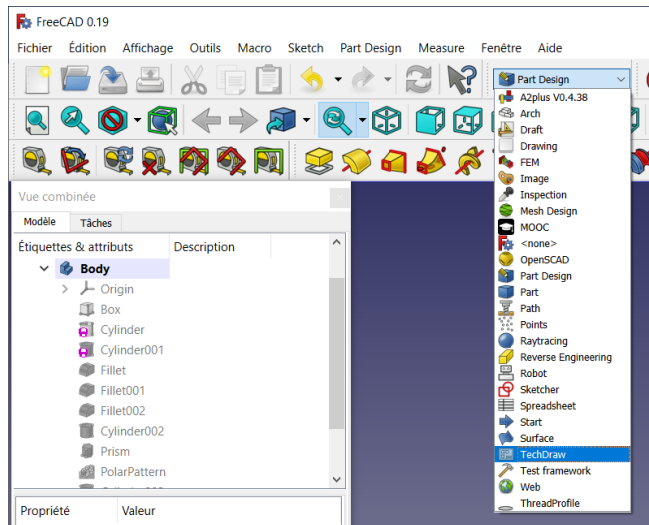 FreeCAD 0.19
Fichier Édition Affichage Outils Macro Sketch Part Design Measure Fenêtre Aide
Part Design
A2plus V0.4.38
Arch
Draft
Drawing
FEM
Image
Inspection
Mesh Design
MOOC
<none>
OpenSCAD
Part Design
Part
Path
Points
Raytracing
Reverse Engineering
Robot
Sketcher
Spreadsheet
Start
Surface
TechDraw
Test framework
Web
ThreadProfile
Vue combinée
Modèle Tâches
Étiquettes & attributs Description
Body
Origin
Box
Cylinder
Cylinder001
Fillet
Fillet001
Fillet002
Cylinder002
Prism
PolarPattern
Propriété Valeur